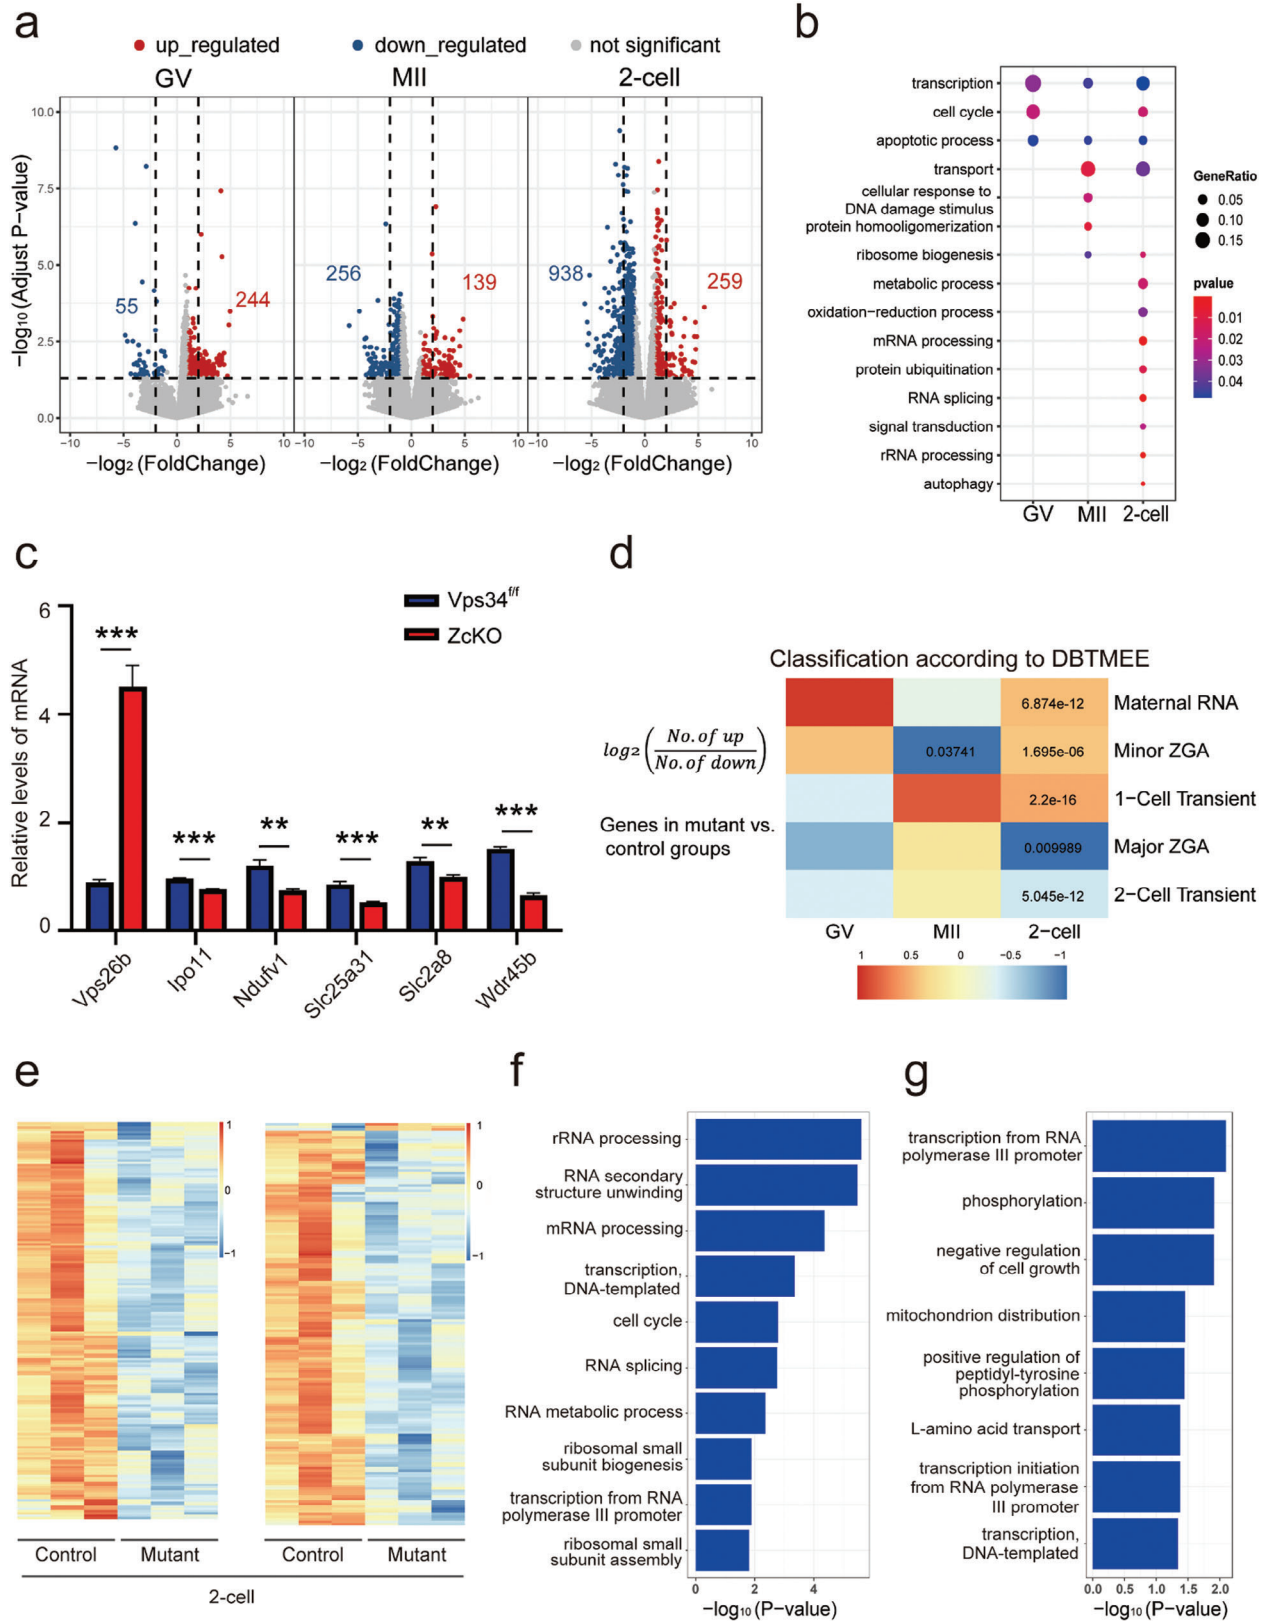 a
up_regulated
down_regulated
not significant
GV
MII
2-cell
−log₁₀ (Adjust P−value)
10.0
7.5
5.0
2.5
0.0
55
244
256
139
938
259
−10 −5 0 5 10
−10 −5 0 5 10
−10 −5 0 5 10
−log₂ (FoldChange)
−log₂ (FoldChange)
−log₂ (FoldChange)
b
transcription
cell cycle
apoptotic process
transport
cellular response to
DNA damage stimulus
protein homooligomerization
ribosome biogenesis
metabolic process
oxidation−reduction process
mRNA processing
protein ubiquitination
RNA splicing
signal transduction
rRNA processing
autophagy
GV MII 2-cell
GeneRatio
0.05
0.10
0.15
pvalue
0.01
0.02
0.03
0.04
c
Relative levels of mRNA
6
4
2
0
Vps34f/f
ZcKO
***
***
**
***
**
***
Vps26b
Ipo11
Ndufv1
Slc25a31
Slc2a8
Wdr45b
d
Classification according to DBTMEE
log₂(No. of up/No. of down)
Genes in mutant vs.
control groups
6.874e-12 Maternal RNA
0.03741 1.695e-06 Minor ZGA
2.2e-16 1−Cell Transient
0.009989 Major ZGA
5.045e-12 2−Cell Transient
GV MII 2−cell
1 0.5 0 −0.5 −1
e
1
0
−1
1
0
−1
Control Mutant
Control Mutant
2-cell
f
rRNA processing
RNA secondary
structure unwinding
mRNA processing
transcription,
DNA-templated
cell cycle
RNA splicing
RNA metabolic process
ribosomal small
subunit biogenesis
transcription from RNA
polymerase III promoter
ribosomal small
subunit assembly
0 2 4
−log₁₀ (P−value)
g
transcription from RNA
polymerase III promoter
phosphorylation
negative regulation
of cell growth
mitochondrion distribution
positive regulation of
peptidyl-tyrosine
phosphorylation
L-amino acid transport
transcription initiation
from RNA polymerase
III promoter
transcription,
DNA-templated
0.0 0.5 1.0 1.5 2.0
−log₁₀ (P−value)